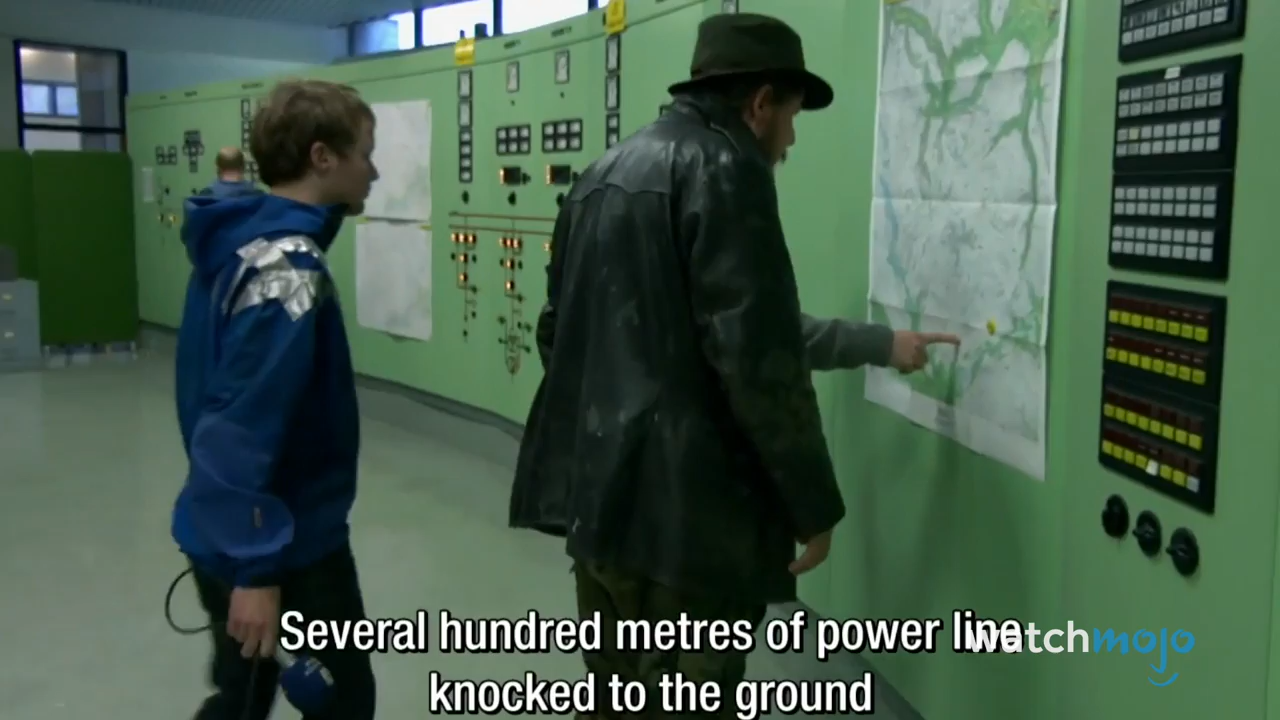 Several hundred metres of power line
knocked to the ground
watchmojo